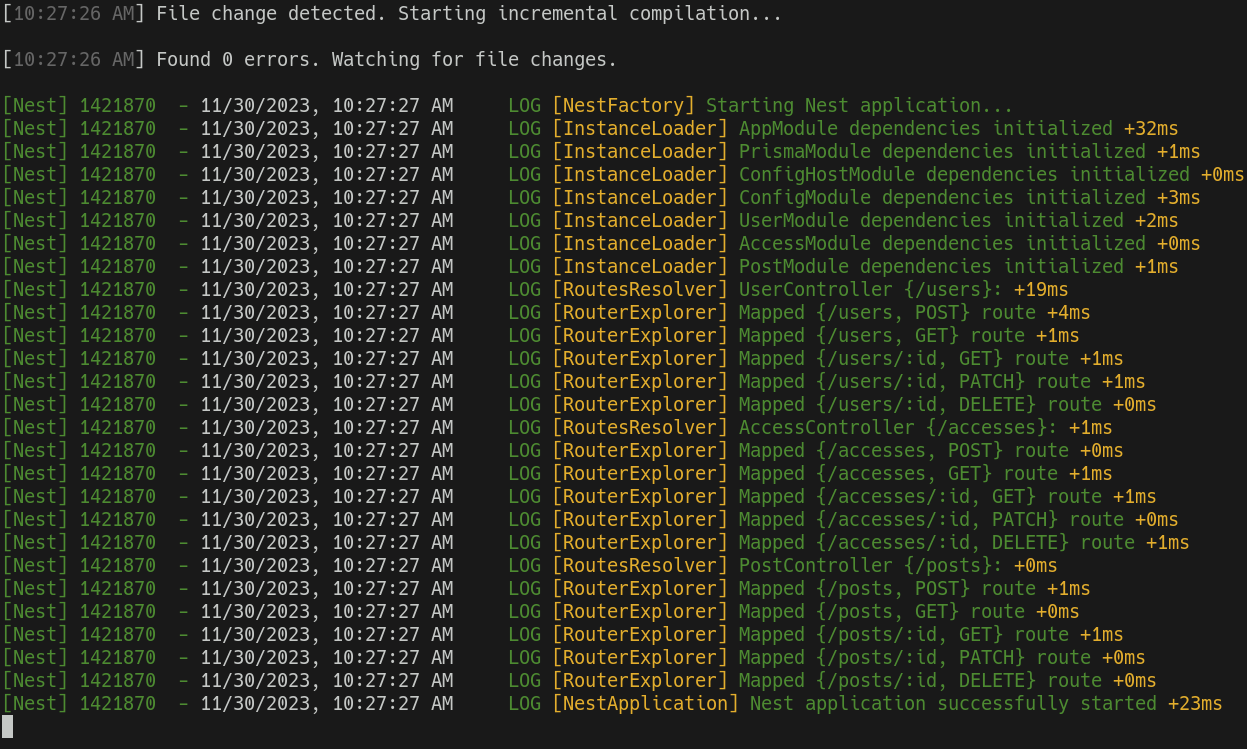 [10:27:26 AM] File change detected. Starting incremental compilation...
[10:27:26 AM] Found 0 errors. Watching for file changes.
[Nest] 1421870  - 11/30/2023, 10:27:27 AM     LOG [NestFactory] Starting Nest application...
[Nest] 1421870  - 11/30/2023, 10:27:27 AM     LOG [InstanceLoader] AppModule dependencies initialized +32ms
[Nest] 1421870  - 11/30/2023, 10:27:27 AM     LOG [InstanceLoader] PrismaModule dependencies initialized +1ms
[Nest] 1421870  - 11/30/2023, 10:27:27 AM     LOG [InstanceLoader] ConfigHostModule dependencies initialized +0ms
[Nest] 1421870  - 11/30/2023, 10:27:27 AM     LOG [InstanceLoader] ConfigModule dependencies initialized +3ms
[Nest] 1421870  - 11/30/2023, 10:27:27 AM     LOG [InstanceLoader] UserModule dependencies initialized +2ms
[Nest] 1421870  - 11/30/2023, 10:27:27 AM     LOG [InstanceLoader] AccessModule dependencies initialized +0ms
[Nest] 1421870  - 11/30/2023, 10:27:27 AM     LOG [InstanceLoader] PostModule dependencies initialized +1ms
[Nest] 1421870  - 11/30/2023, 10:27:27 AM     LOG [RoutesResolver] UserController {/users}: +19ms
[Nest] 1421870  - 11/30/2023, 10:27:27 AM     LOG [RouterExplorer] Mapped {/users, POST} route +4ms
[Nest] 1421870  - 11/30/2023, 10:27:27 AM     LOG [RouterExplorer] Mapped {/users, GET} route +1ms
[Nest] 1421870  - 11/30/2023, 10:27:27 AM     LOG [RouterExplorer] Mapped {/users/:id, GET} route +1ms
[Nest] 1421870  - 11/30/2023, 10:27:27 AM     LOG [RouterExplorer] Mapped {/users/:id, PATCH} route +1ms
[Nest] 1421870  - 11/30/2023, 10:27:27 AM     LOG [RouterExplorer] Mapped {/users/:id, DELETE} route +0ms
[Nest] 1421870  - 11/30/2023, 10:27:27 AM     LOG [RoutesResolver] AccessController {/accesses}: +1ms
[Nest] 1421870  - 11/30/2023, 10:27:27 AM     LOG [RouterExplorer] Mapped {/accesses, POST} route +0ms
[Nest] 1421870  - 11/30/2023, 10:27:27 AM     LOG [RouterExplorer] Mapped {/accesses, GET} route +1ms
[Nest] 1421870  - 11/30/2023, 10:27:27 AM     LOG [RouterExplorer] Mapped {/accesses/:id, GET} route +1ms
[Nest] 1421870  - 11/30/2023, 10:27:27 AM     LOG [RouterExplorer] Mapped {/accesses/:id, PATCH} route +0ms
[Nest] 1421870  - 11/30/2023, 10:27:27 AM     LOG [RouterExplorer] Mapped {/accesses/:id, DELETE} route +1ms
[Nest] 1421870  - 11/30/2023, 10:27:27 AM     LOG [RoutesResolver] PostController {/posts}: +0ms
[Nest] 1421870  - 11/30/2023, 10:27:27 AM     LOG [RouterExplorer] Mapped {/posts, POST} route +1ms
[Nest] 1421870  - 11/30/2023, 10:27:27 AM     LOG [RouterExplorer] Mapped {/posts, GET} route +0ms
[Nest] 1421870  - 11/30/2023, 10:27:27 AM     LOG [RouterExplorer] Mapped {/posts/:id, GET} route +1ms
[Nest] 1421870  - 11/30/2023, 10:27:27 AM     LOG [RouterExplorer] Mapped {/posts/:id, PATCH} route +0ms
[Nest] 1421870  - 11/30/2023, 10:27:27 AM     LOG [RouterExplorer] Mapped {/posts/:id, DELETE} route +0ms
[Nest] 1421870  - 11/30/2023, 10:27:27 AM     LOG [NestApplication] Nest application successfully started +23ms